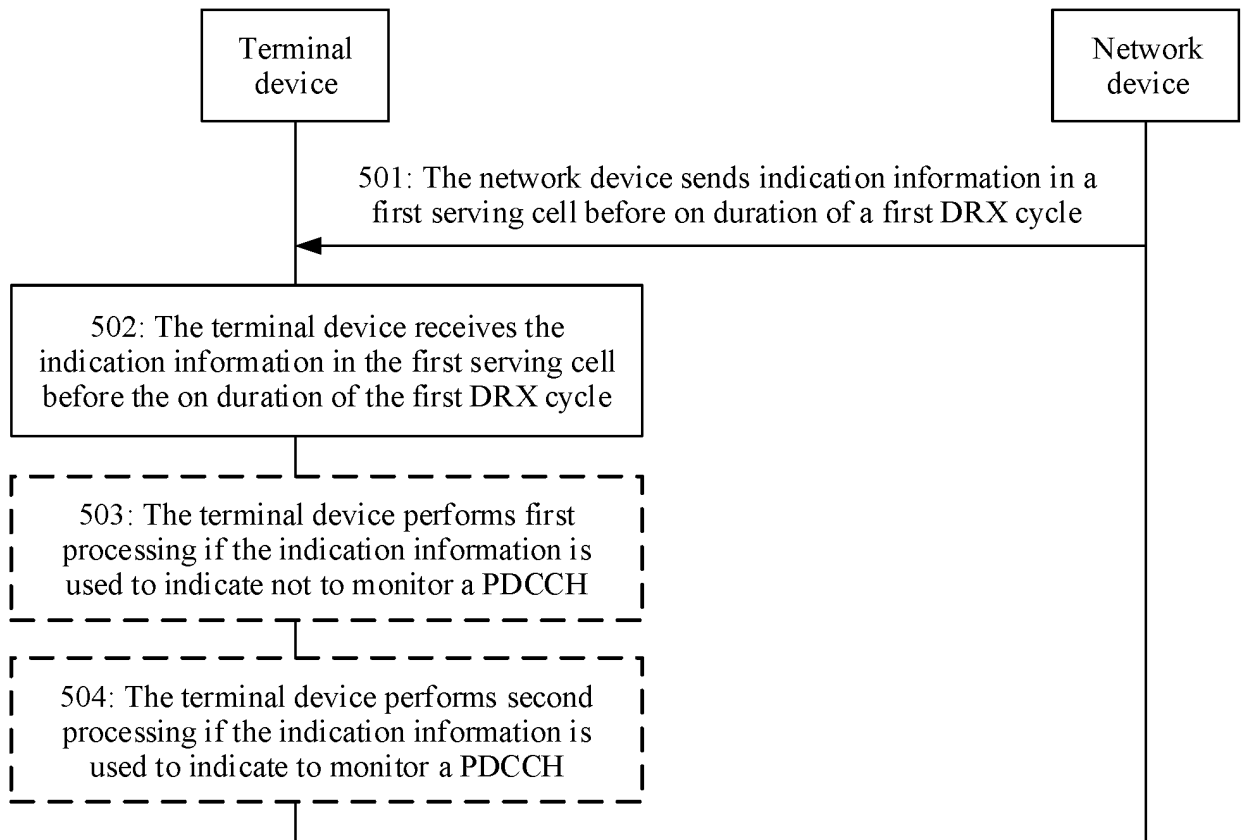 Terminal
device
Network
device
501: The network device sends indication information in a
first serving cell before on duration of a first DRX cycle
502: The terminal device receives the
indication information in the first serving cell
before the on duration of the first DRX cycle
503: The terminal device performs first
processing if the indication information is
used to indicate not to monitor a PDCCH
504: The terminal device performs second
processing if the indication information is
used to indicate to monitor a PDCCH